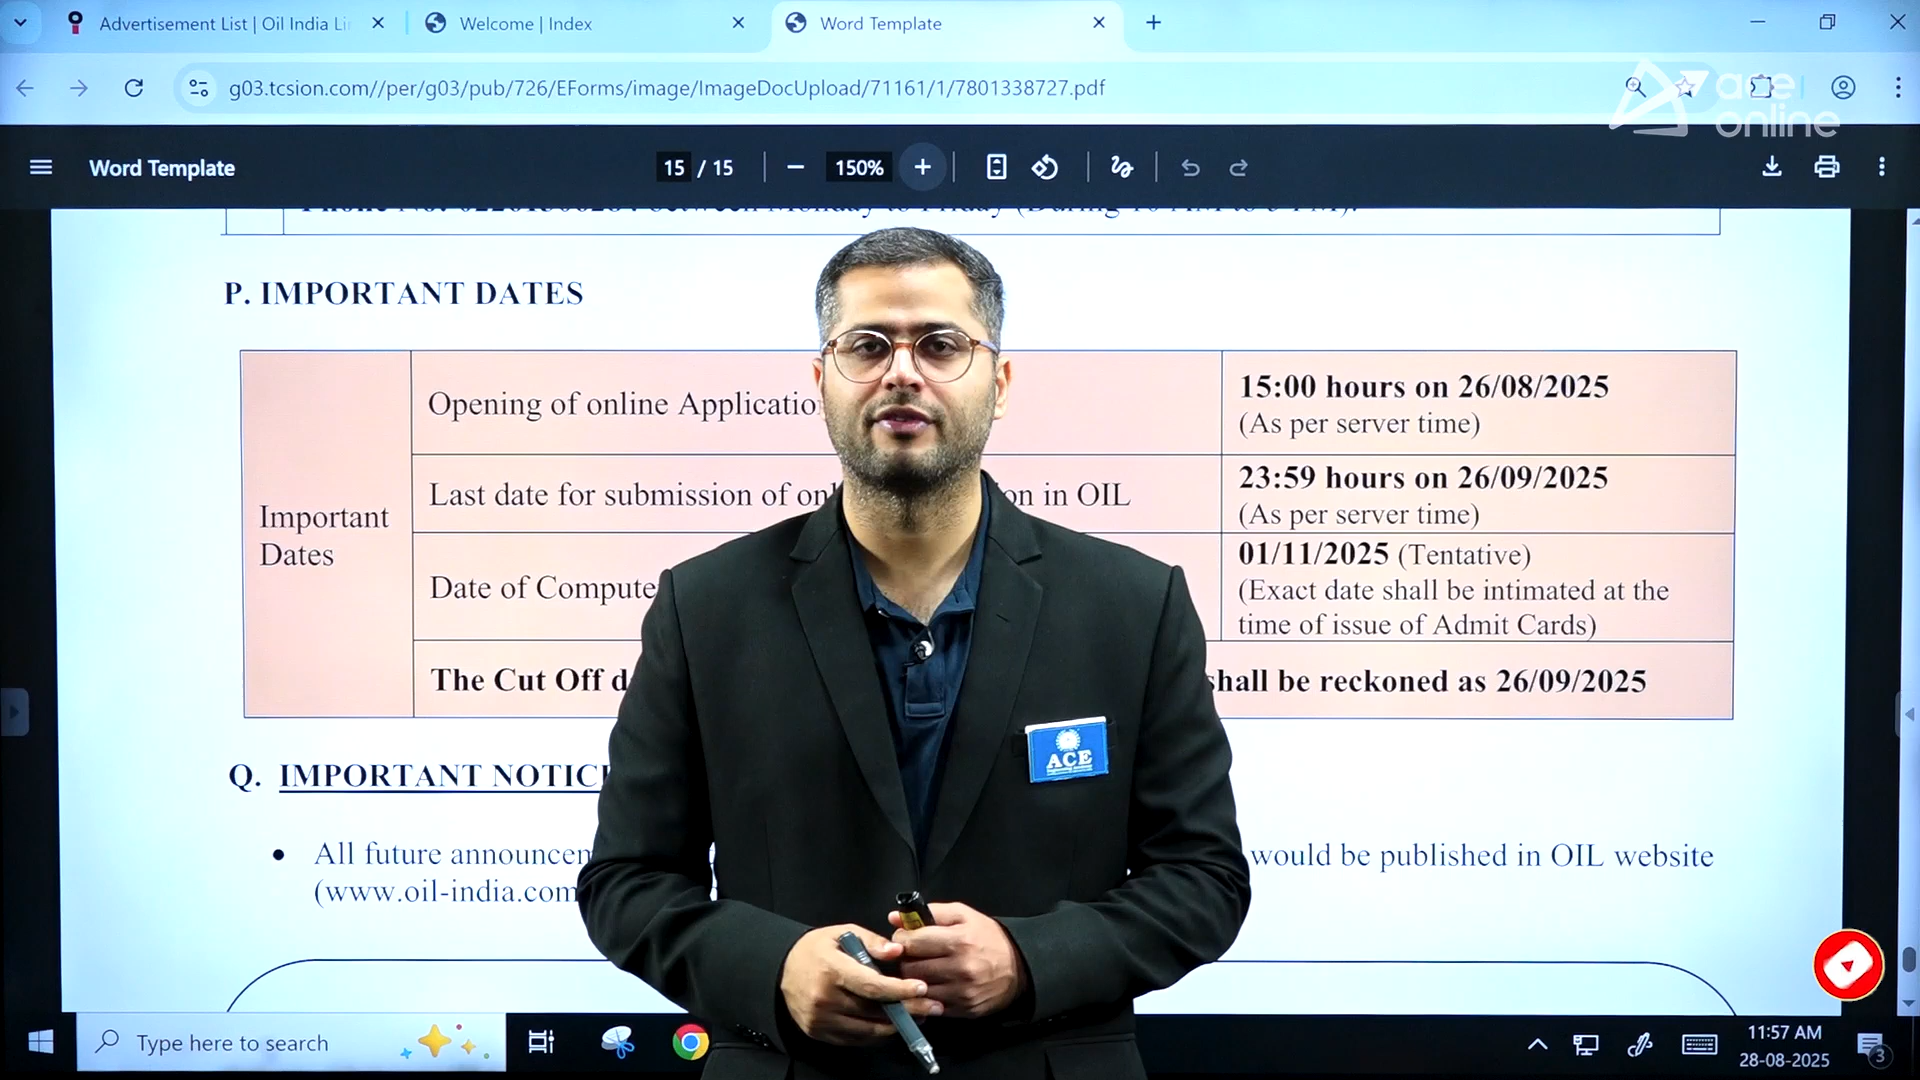 Advertisement List | Oil India Li
Welcome | Index
Word Template
g03.tcsion.com//per/g03/pub/726/EForms/image/ImageDocUpload/71161/1/7801338727.pdf
ace
online
Word Template
15 / 15
150%
P. IMPORTANT DATES
Important
Dates
Opening of online Applicatio
15:00 hours on 26/08/2025
(As per server time)
Last date for submission of on on in OIL
23:59 hours on 26/09/2025
(As per server time)
Date of Compute
01/11/2025 (Tentative)
(Exact date shall be intimated at the
time of issue of Admit Cards)
The Cut Off d shall be reckoned as 26/09/2025
Q. IMPORTANT NOTICE
ACE
All future announcem would be published in OIL website
(www.oil-india.com
Type here to search
11:57 AM
28-08-2025
3